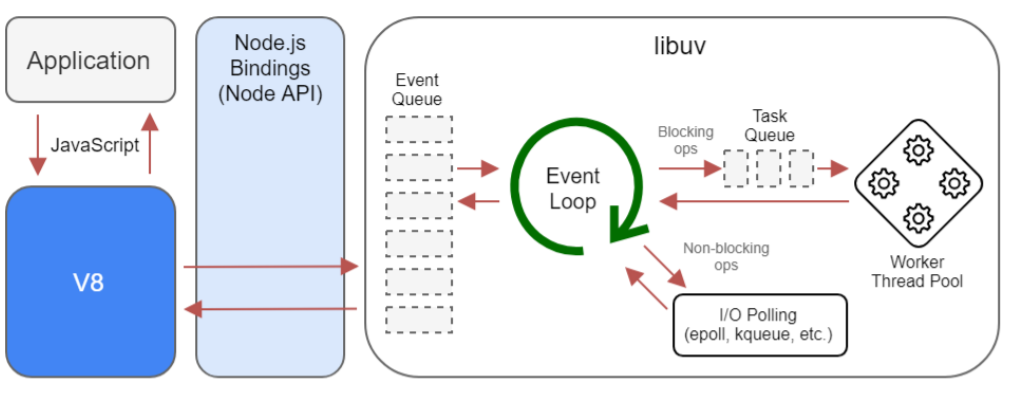 Application
JavaScript
V8
Node.js
Bindings
(Node API)
libuv
Event
Queue
Event
Loop
Blocking
ops
Task
Queue
Worker
Thread Pool
Non-blocking
ops
I/O Polling
(epoll, kqueue, etc.)